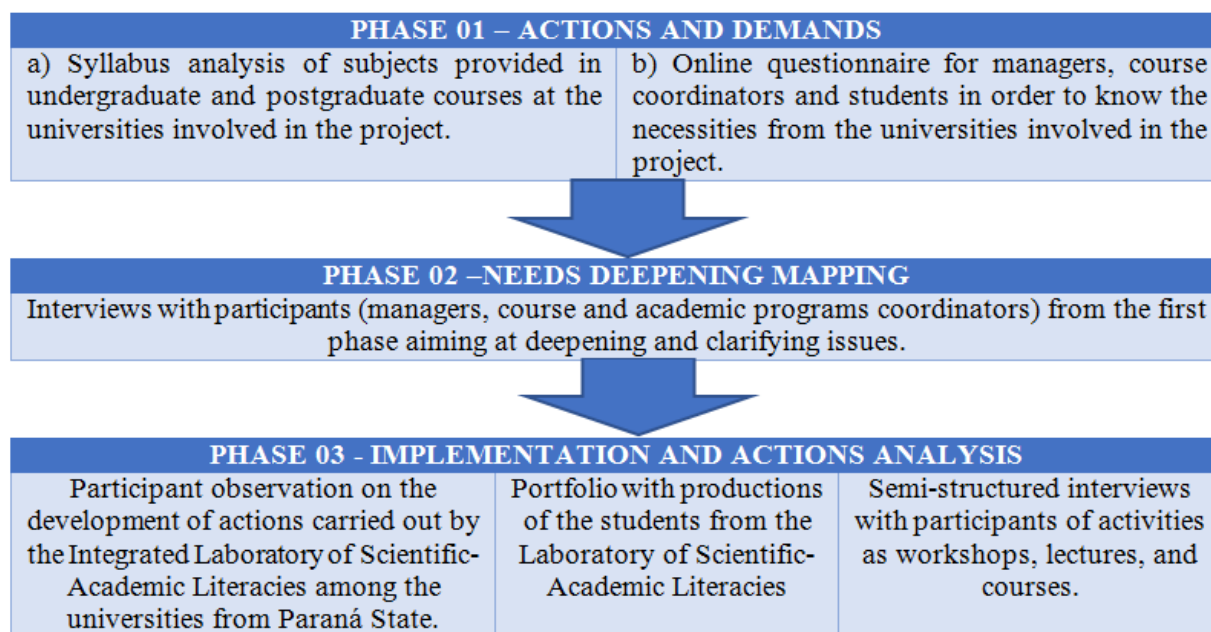 PHASE 01 – ACTIONS AND DEMANDS
a) Syllabus analysis of subjects provided in
undergraduate and postgraduate courses at the
universities involved in the project.
b) Online questionnaire for managers, course
coordinators and students in order to know the
necessities from the universities involved in the
project.
PHASE 02 –NEEDS DEEPENING MAPPING
Interviews with participants (managers, course and academic programs coordinators) from the first
phase aiming at deepening and clarifying issues.
PHASE 03 - IMPLEMENTATION AND ACTIONS ANALYSIS
Participant observation on the
development of actions carried out by
the Integrated Laboratory of Scientific-
Academic Literacies among the
universities from Paraná State.
Portfolio with productions
of the students from the
Laboratory of Scientific-
Academic Literacies
Semi-structured interviews
with participants of activities
as workshops, lectures, and
courses.